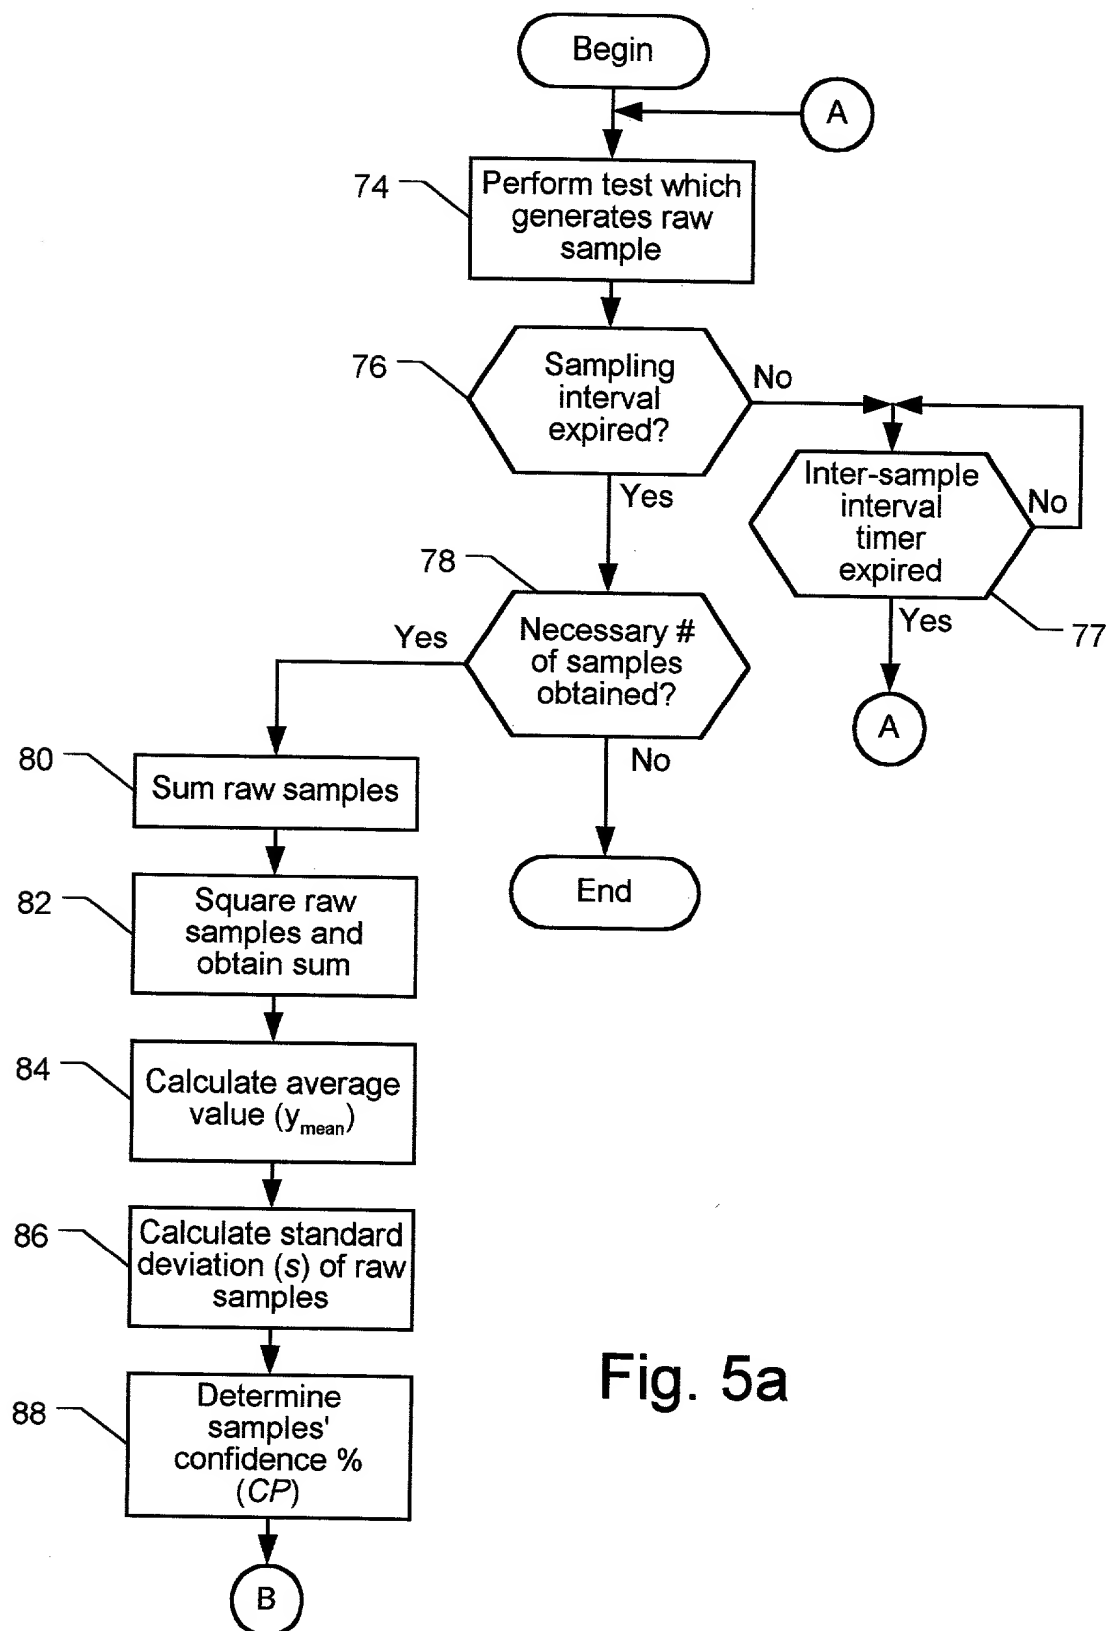 Begin
A
74
Perform test which
generates raw
sample
76
Sampling
interval
expired?
No
Yes
Inter-sample
interval
timer
expired
No
77
Yes
A
78
Necessary #
of samples
obtained?
Yes
No
End
80
Sum raw samples
82
Square raw
samples and
obtain sum
84
Calculate average
value (ymean)
86
Calculate standard
deviation (s) of raw
samples
88
Determine
samples'
confidence %
(CP)
B
Fig. 5a